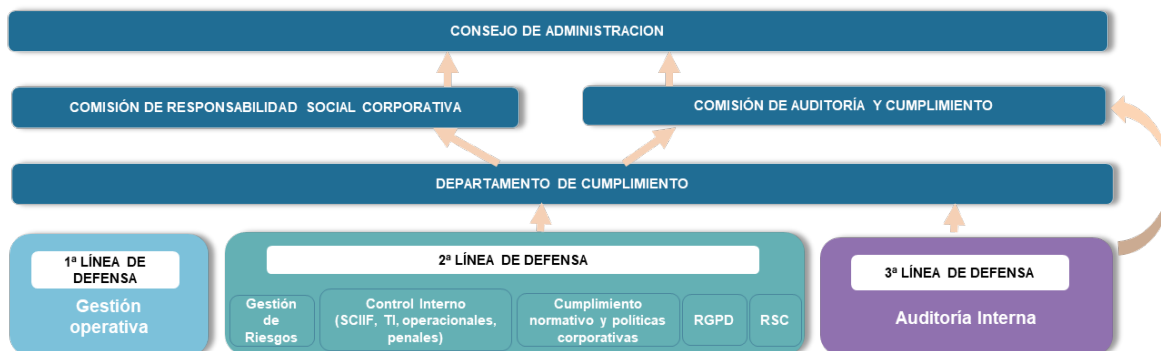 CONSEJO DE ADMINISTRACION
COMISIÓN DE RESPONSABILIDAD SOCIAL CORPORATIVA
COMISIÓN DE AUDITORÍA Y CUMPLIMIENTO
DEPARTAMENTO DE CUMPLIMIENTO
1ª LÍNEA DE
DEFENSA
Gestión
operativa
2ª LÍNEA DE DEFENSA
Gestión
de
Riesgos
Control Interno
(SCIIF, TI, operacionales,
penales)
Cumplimiento
normativo y políticas
corporativas
RGPD
RSC
3ª LÍNEA DE DEFENSA
Auditoría Interna